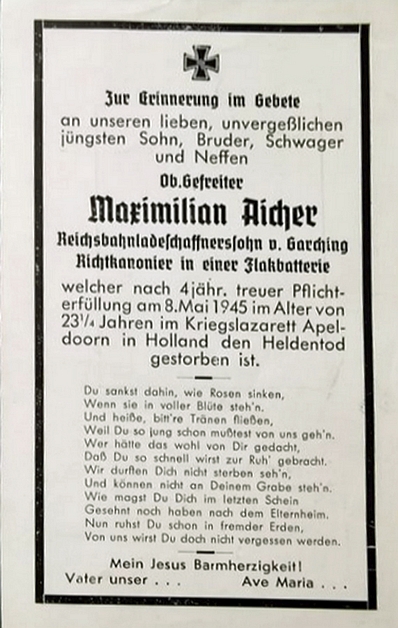 Zur Erinnerung im Gebete
an unseren lieben, unvergeßlichen
jüngsten Sohn, Bruder, Schwager
und Neffen
Ob.Gefreiter
Maximilian Aicher
Reichsbahnladeschaffnerssohn v. Garching
Richtkanonier in einer Flakbatterie
welcher nach 4jähr. treuer Pflicht-
erfüllung am 8. Mai 1945 im Alter von
23¼ Jahren im Kriegslazarett Apel-
doorn in Holland den Heldentod
gestorben ist.
Du sankst dahin, wie Rosen sinken,
Wenn sie in voller Blüte steh'n.
Und heiße, bitt're Tränen fließen,
Weil Du so jung schon mußtest von uns geh'n.
Wer hätte das wohl von Dir gedacht,
Daß Du so schnell wirst zur Ruh' gebracht.
Wir durften Dich nicht sterben seh'n,
Und können nicht an Deinem Grabe steh'n.
Wie magst Du Dich im letzten Schein
Gesehnt noch haben nach dem Elternheim.
Nun ruhst Du schon in fremder Erden,
Von uns wirst Du doch nicht vergessen werden.
Mein Jesus Barmherzigkeit!
Vater unser . . . Ave Maria . . .